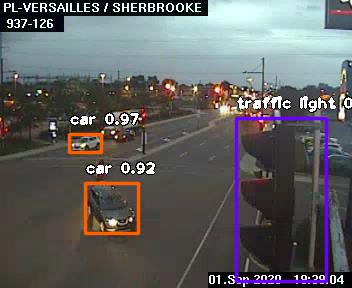 PL-VERSAILLES / SHERBROOKE
937-126
traffic light 0
car 0.97
car 0.92
01.Sep 2020 19:39.04